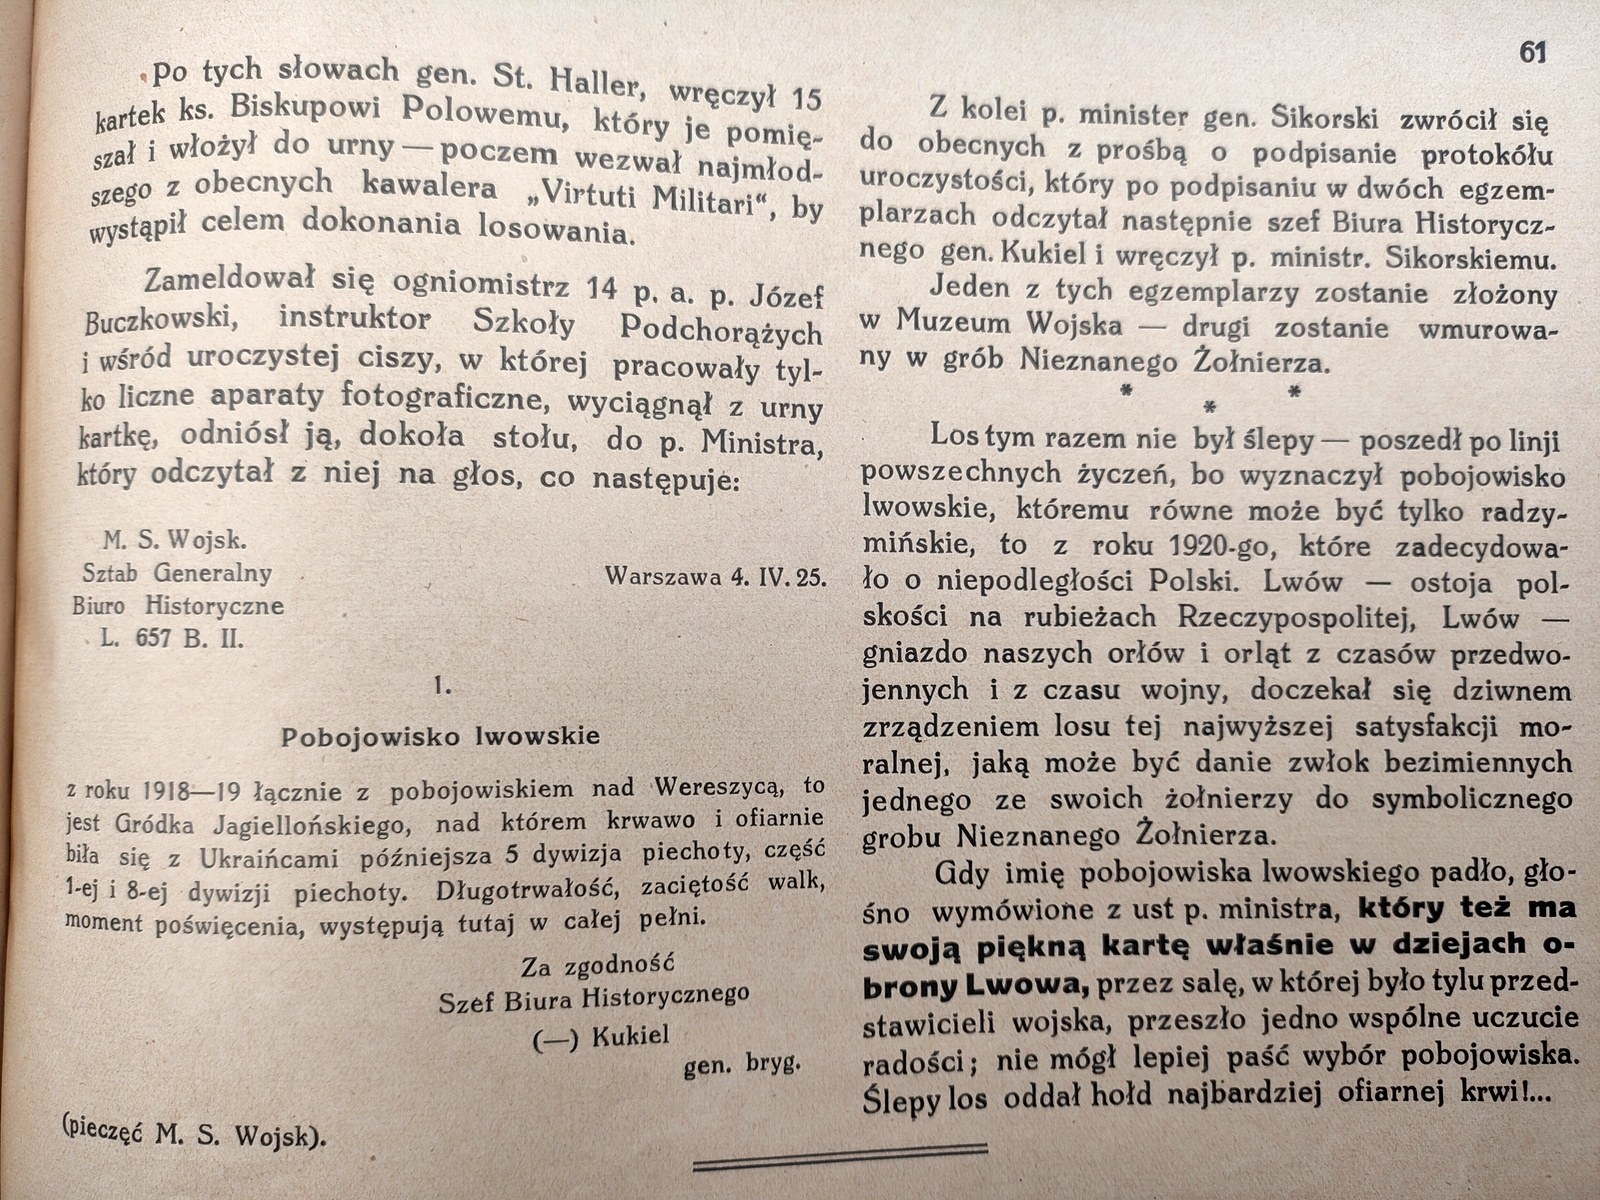 61
Po tych słowach gen. St. Haller, wręczył 15
kartek ks. Biskupowi Polowemu, który je pomię-
szał i włożył do urny — poczem wezwał najmłod-
szego z obecnych kawalera „Virtuti Militari“, by
wystąpił celem dokonania losowania.
Zameldował się ogniomistrz 14 p. a. p. Józef
Buczkowski, instruktor Szkoły Podchorążych
i wśród uroczystej ciszy, w której pracowały tyl-
ko liczne aparaty fotograficzne, wyciągnął z urny
kartkę, odniósł ją, dokoła stołu, do p. Ministra,
który odczytał z niej na głos, co następuje:
M. S. Wojsk.
Sztab Generalny
Warszawa 4. IV. 25.
Biuro Historyczne
L. 657 B. II.
1.
Pobojowisko lwowskie
z roku 1918—19 łącznie z pobojowiskiem nad Wereszycą, to
jest Gródka Jagiellońskiego, nad którem krwawo i ofiarnie
biła się z Ukraińcami późniejsza 5 dywizja piechoty, część
1-ej i 8-ej dywizji piechoty. Długotrwałość, zaciętość walk,
moment poświęcenia, występują tutaj w całej pełni.
Za zgodność
Szef Biura Historycznego
(—) Kukiel
gen. bryg.
(pieczęć M. S. Wojsk).
Z kolei p. minister gen. Sikorski zwrócił się
do obecnych z prośbą o podpisanie protokółu
uroczystości, który po podpisaniu w dwóch egzem-
plarzach odczytał następnie szef Biura Historycz-
nego gen. Kukiel i wręczył p. ministr. Sikorskiemu.
Jeden z tych egzemplarzy zostanie złożony
w Muzeum Wojska — drugi zostanie wmurowa-
ny w grób Nieznanego Żołnierza.
* * *
Los tym razem nie był ślepy — poszedł po linji
powszechnych życzeń, bo wyznaczył pobojowisko
lwowskie, któremu równe może być tylko radzy-
mińskie, to z roku 1920-go, które zadecydowa-
ło o niepodległości Polski. Lwów — ostoja pol-
skości na rubieżach Rzeczypospolitej, Lwów —
gniazdo naszych orłów i orląt z czasów przedwo-
jennych i z czasu wojny, doczekał się dziwnem
zrządzeniem losu tej najwyższej satysfakcji mo-
ralnej, jaką może być danie zwłok bezimiennych
jednego ze swoich żołnierzy do symbolicznego
grobu Nieznanego Żołnierza.
Gdy imię pobojowiska lwowskiego padło, gło-
śno wymówione z ust p. ministra, który też ma
swoją piękną kartę właśnie w dziejach o-
brony Lwowa, przez salę, w której było tylu przed-
stawicieli wojska, przeszło jedno wspólne uczucie
radości; nie mógł lepiej paść wybór pobojowiska.
Ślepy los oddał hołd najbardziej ofiarnej krwi!...